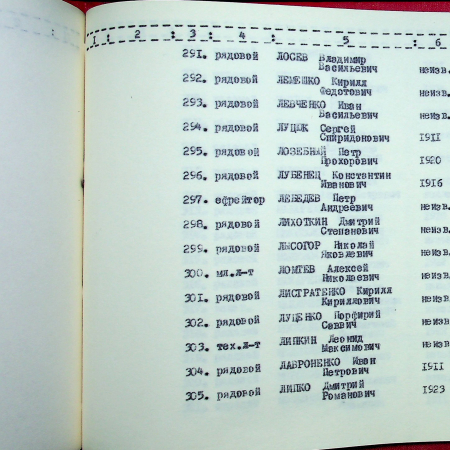 1 : 2 : 3 : 4 : 5 : 6
291. рядовой ЛОСЕВ Владимир
Васильевич неизв.
292. рядовой ЛЕМЕШКО Кирилл
Федотович неизв.
293. рядовой ЛЕВЧЕНКО Иван
Васильевич неизв.
294. рядовой ЛУЦЫК Сергей
Спиридонович 1911
295. рядовой ЛОЗЕБНЫЙ Петр
Прохорович 1920
296. рядовой ЛУБЕНЕЦ Константин
Иванович 1916
297. ефрейтор ЛЕБЕДЕВ Петр
Андреевич неизв.
298. рядовой ЛИХОТКИН Дмитрий
Степанович неизв.
299. рядовой ЛЫСОГОР Николай
Яковлевич неизв.
300. мл.л-т ЛОМТЕВ Алексей
Николаевич неизв.
301. рядовой ЛИСТРАТЕНКО Кирилл
Кириллович неизв.
302. рядовой ЛУЦЕНКО Порфирий
Саввич неизв.
303. тех.л-т ЛИПКИН Леонид
Максимович неизв.
304. рядовой ЛАВРОНЕНКО Иван
Петрович 1911
305. рядовой ЛИПКО Дмитрий
Романович 1923